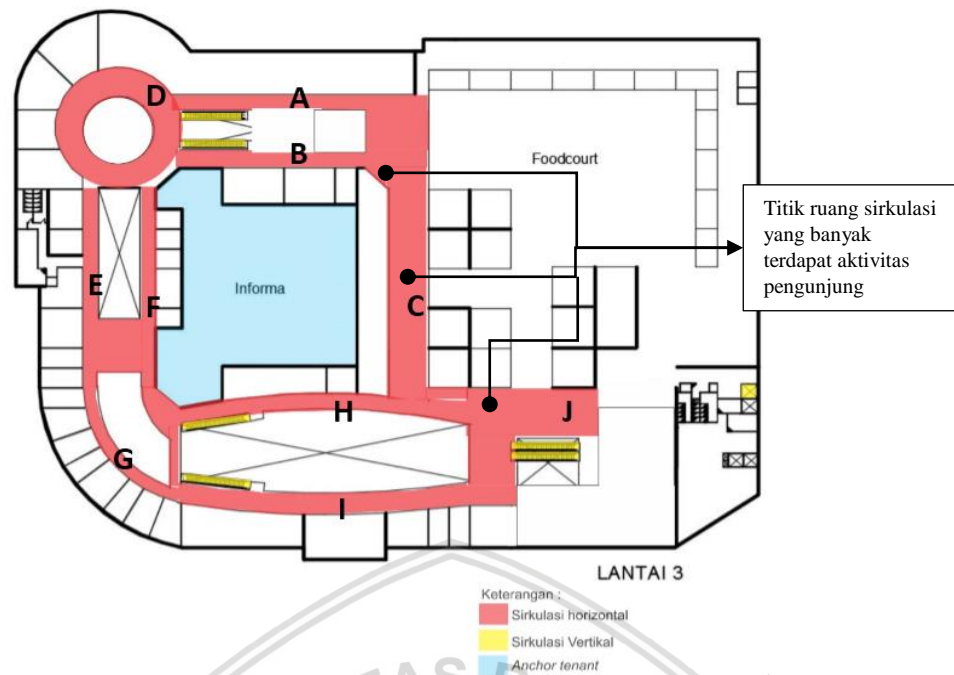 D
A
B
Foodcourt
Titik ruang sirkulasi
yang banyak
terdapat aktivitas
pengunjung
E
F
Informa
C
H
J
G
I
LANTAI 3
Keterangan :
Sirkulasi horizontal
Sirkulasi Vertikal
Anchor tenant